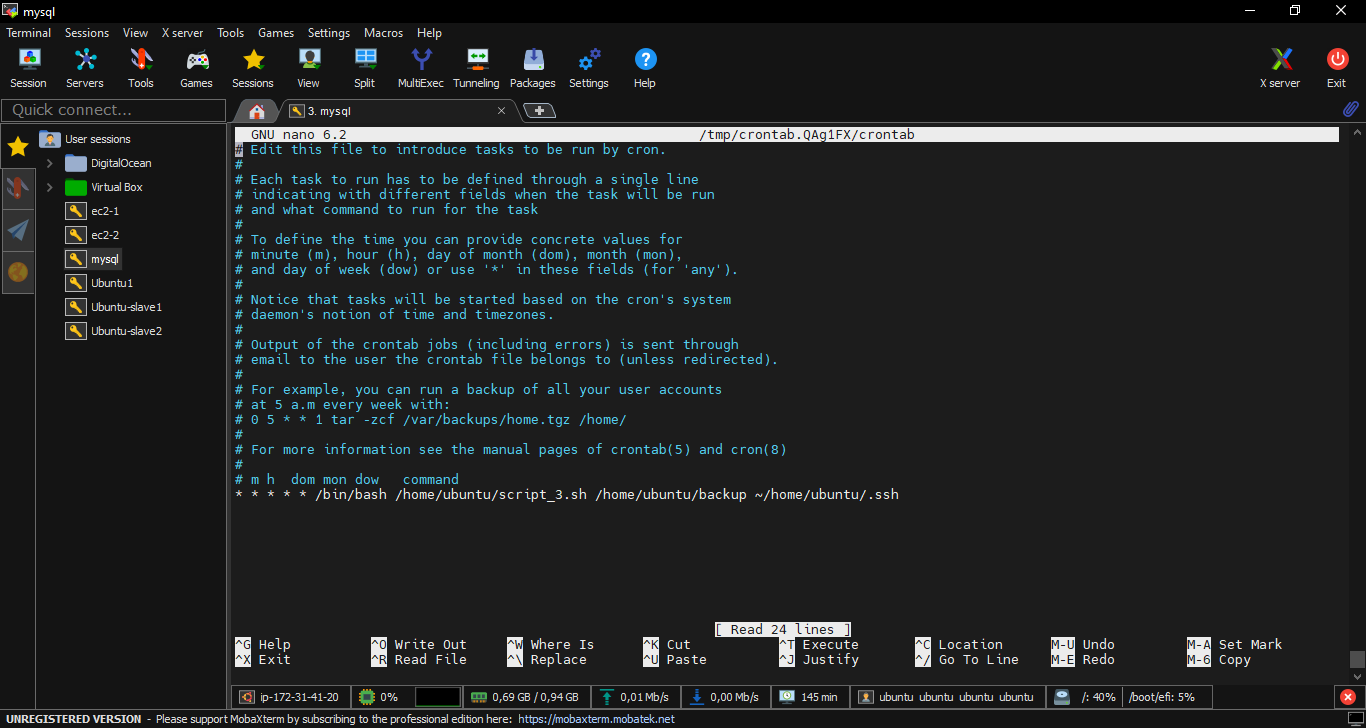 mysql
Terminal Sessions View X server Tools Games Settings Macros Help
Session Servers Tools Games Sessions View Split MultiExec Tunneling Packages Settings Help X server Exit
Quick connect...
3. mysql
User sessions
DigitalOcean
Virtual Box
ec2-1
ec2-2
mysql
Ubuntu1
Ubuntu-slave1
Ubuntu-slave2
GNU nano 6.2 /tmp/crontab.QAg1FX/crontab
# Edit this file to introduce tasks to be run by cron.
#
# Each task to run has to be defined through a single line
# indicating with different fields when the task will be run
# and what command to run for the task
#
# To define the time you can provide concrete values for
# minute (m), hour (h), day of month (dom), month (mon),
# and day of week (dow) or use '*' in these fields (for 'any').
#
# Notice that tasks will be started based on the cron's system
# daemon's notion of time and timezones.
#
# Output of the crontab jobs (including errors) is sent through
# email to the user the crontab file belongs to (unless redirected).
#
# For example, you can run a backup of all your user accounts
# at 5 a.m every week with:
# 0 5 * * 1 tar -zcf /var/backups/home.tgz /home/
#
# For more information see the manual pages of crontab(5) and cron(8)
#
# m h  dom mon dow   command
* * * * * /bin/bash /home/ubuntu/script_3.sh /home/ubuntu/backup ~/home/ubuntu/.ssh
[ Read 24 lines ]
^G Help ^O Write Out ^W Where Is ^K Cut ^T Execute ^C Location M-U Undo M-A Set Mark
^X Exit ^R Read File ^\ Replace ^U Paste ^J Justify ^/ Go To Line M-E Redo M-6 Copy
ip-172-31-41-20 0% 0,69 GB / 0,94 GB 0,01 Mb/s 0,00 Mb/s 145 min ubuntu ubuntu ubuntu ubuntu /: 40% /boot/efi: 5%
UNREGISTERED VERSION - Please support MobaXterm by subscribing to the professional edition here: https://mobaxterm.mobatek.net